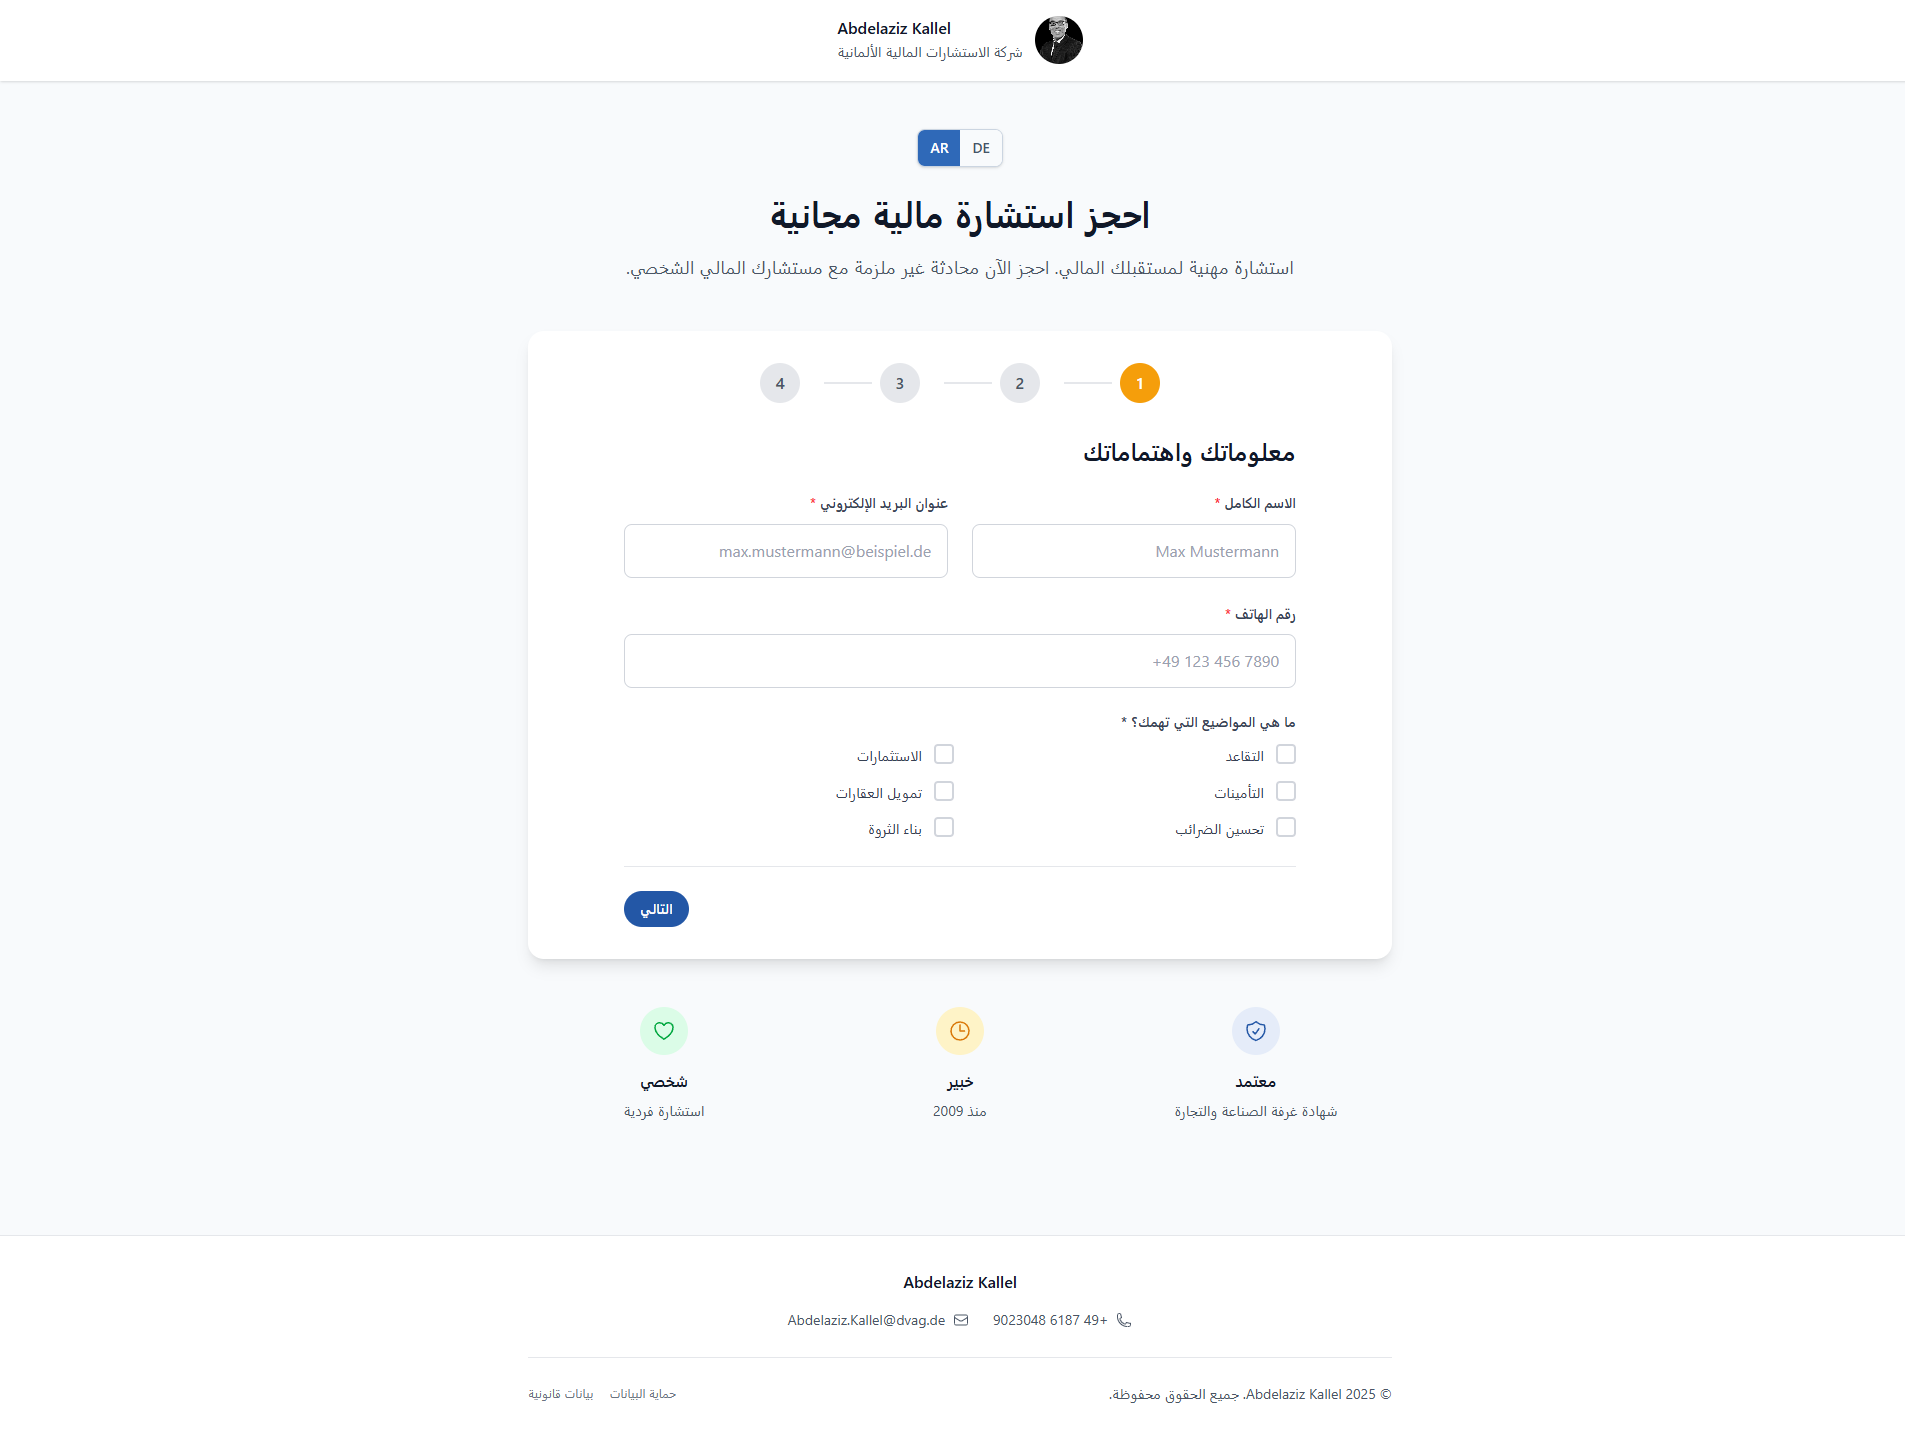 Abdelaziz Kallel
شركة الاستشارات المالية الألمانية
AR DE
احجز استشارة مالية مجانية
استشارة مهنية لمستقبلك المالي. احجز الآن محادثة غير ملزمة مع مستشارك المالي الشخصي.
1 2 3 4
معلوماتك واهتماماتك
الاسم الكامل *
Max Mustermann
عنوان البريد الإلكتروني *
max.mustermann@beispiel.de
رقم الهاتف *
+49 123 456 7890
ما هي المواضيع التي تهمك؟ *
التقاعد
الاستثمارات
التأمينات
تمويل العقارات
تحسين الضرائب
بناء الثروة
التالي
معتمد
شهادة غرفة الصناعة والتجارة
خبير
منذ 2009
شخصي
استشارة فردية
Abdelaziz Kallel
9023048 6187 49+
Abdelaziz.Kallel@dvag.de
© 2025 Abdelaziz Kallel. جميع الحقوق محفوظة.
حماية البيانات
بيانات قانونية